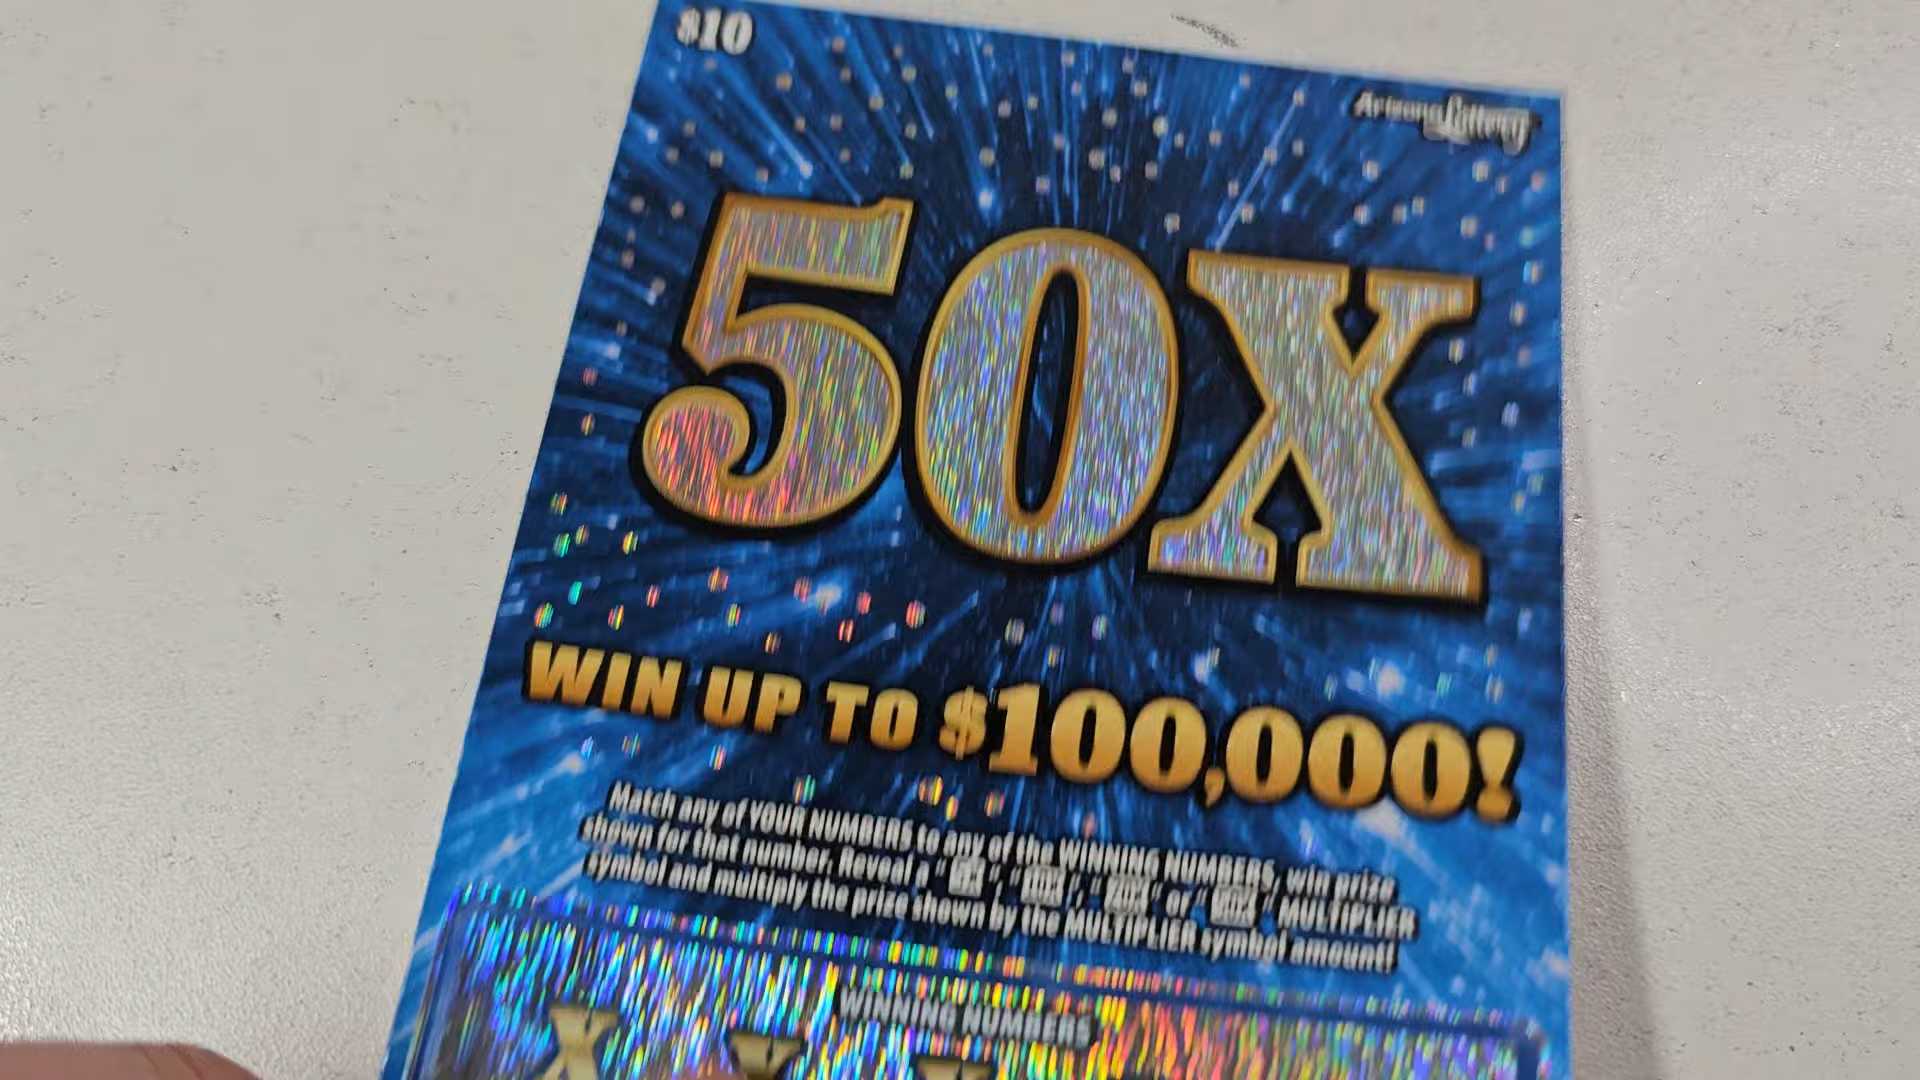 $10
Arizona Lottery
50X
WIN UP TO $100,000!
Match any of YOUR NUMBERS to any of the WINNING NUMBERS, win prize
shown for that number. Reveal a " ", " ", " " or " " MULTIPLIER
symbol and multiply the prize shown by the MULTIPLIER symbol amount!
WINNING NUMBERS